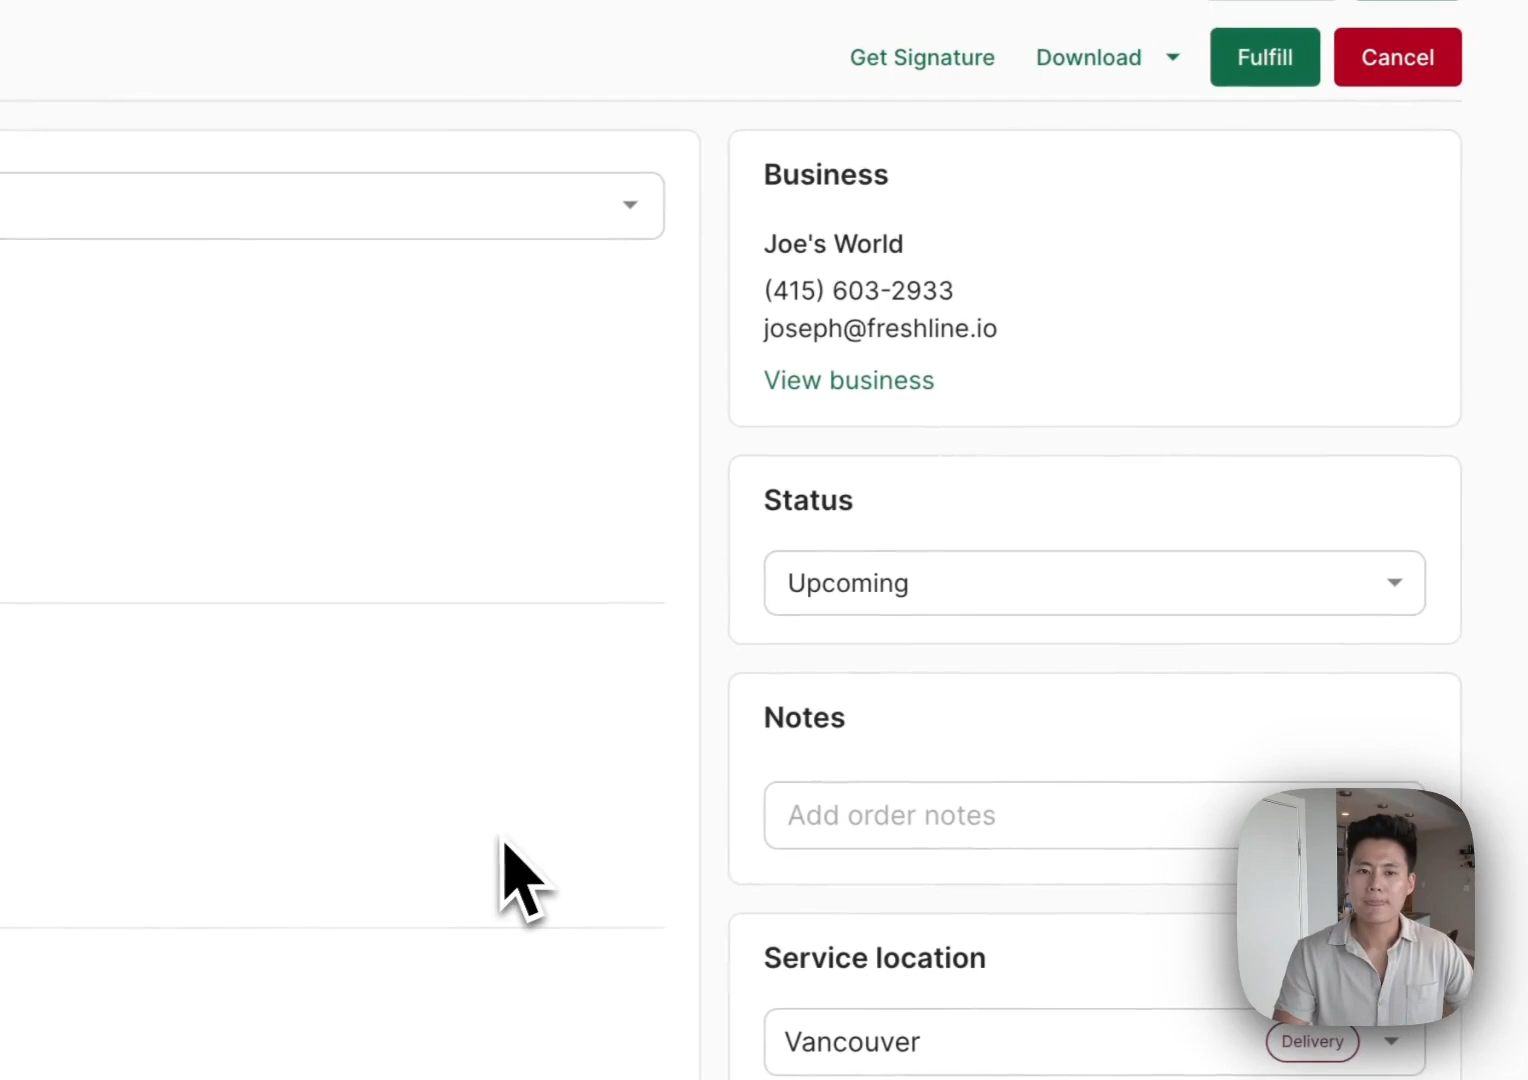 Get Signature Download Fulfill Cancel
Business
Joe's World
(415) 603-2933
joseph@freshline.io
View business
Status
Upcoming
Notes
Add order notes
Service location
Vancouver Delivery